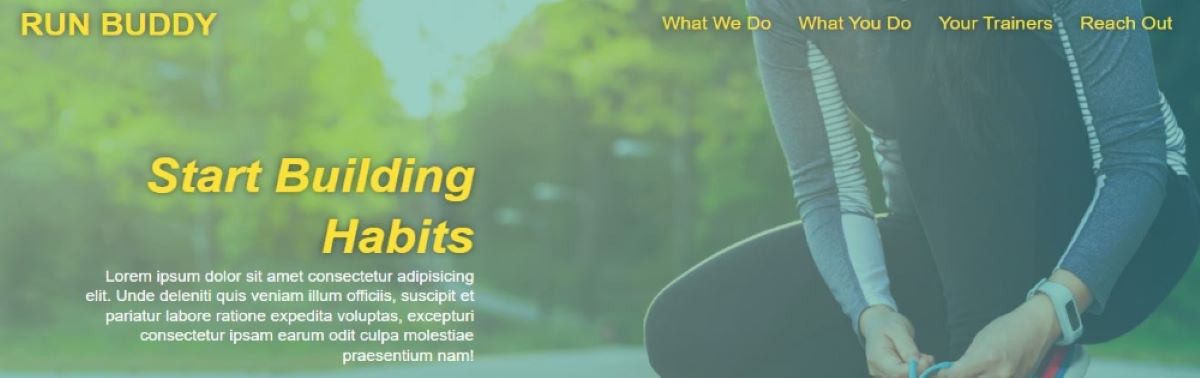 RUN BUDDY
What We Do What You Do Your Trainers Reach Out
Start Building
Habits
Lorem ipsum dolor sit amet consectetur adipisicing
elit. Unde deleniti quis veniam illum officiis, suscipit et
pariatur labore ratione expedita voluptas, excepturi
consectetur ipsam earum odit culpa molestiae
praesentium nam!